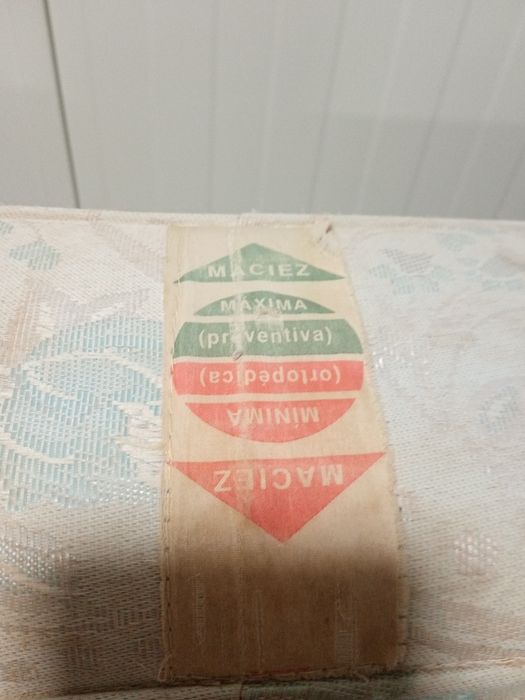 MACIEZ
MÁXIMA
(preventiva)
(ortopédica)
MÍNIMA
MACIEZ